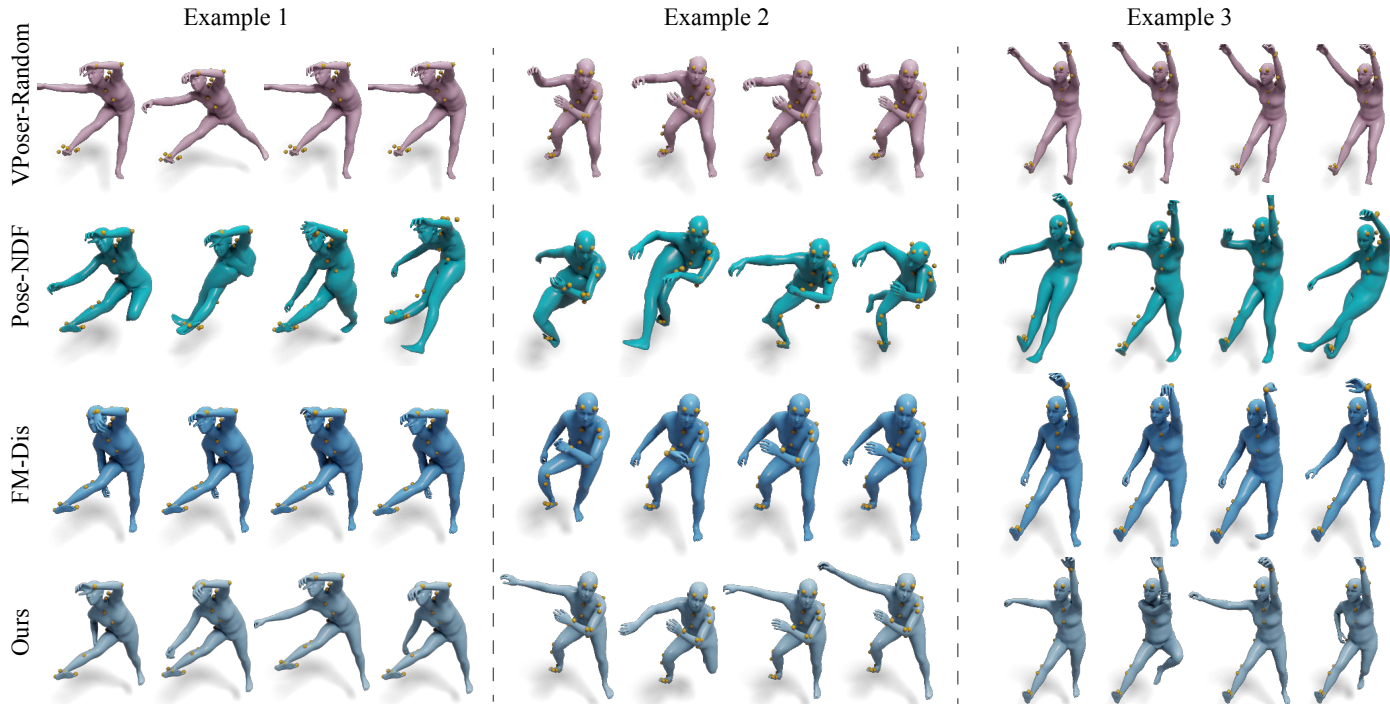 Example 1
Example 2
Example 3
VPoser-Random
Pose-NDF
FM-Dis
Ours